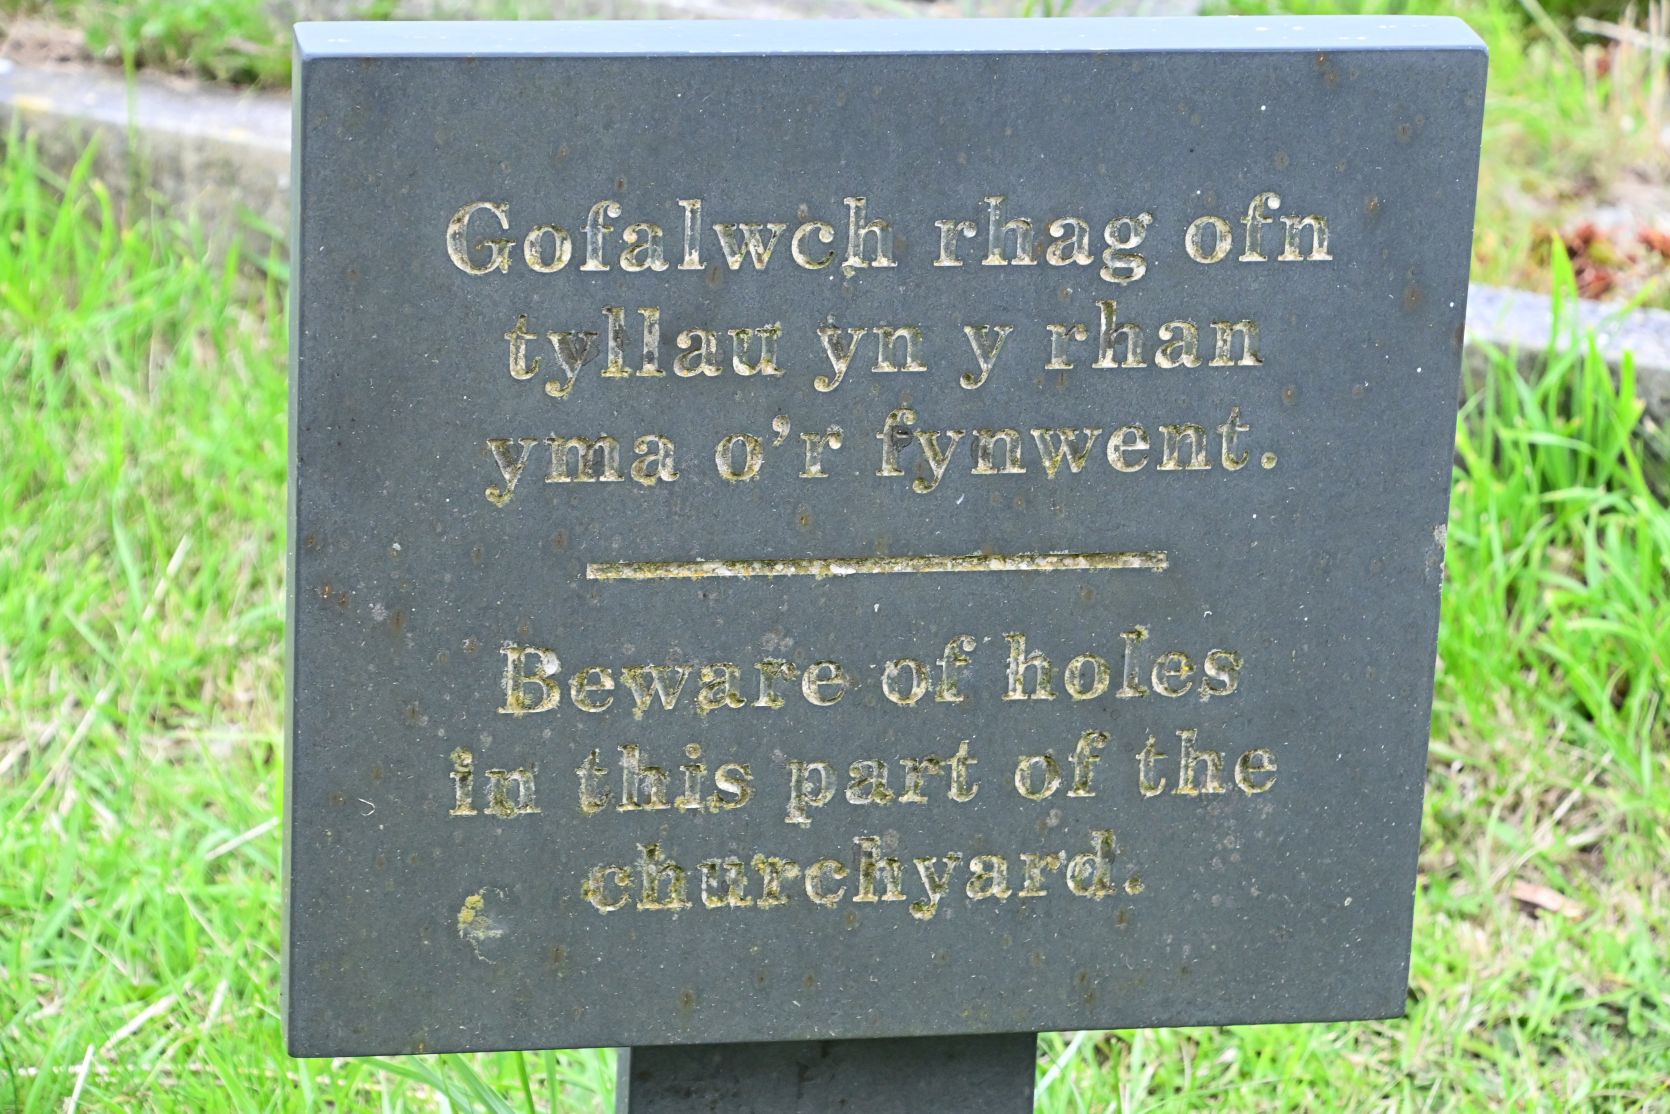 Gofalwch rhag ofn
tyllau yn y rhan
yma o'r fynwent.
Beware of holes
in this part of the
churchyard.